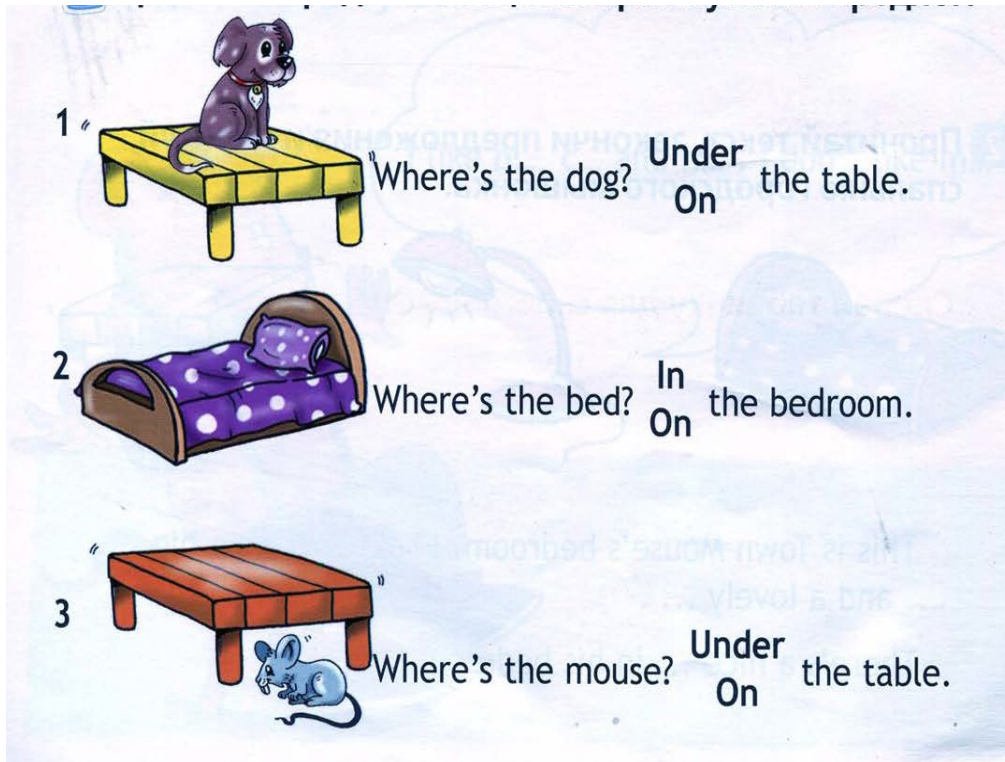 1
Under
Where's the dog? the table.
On
2
In
Where's the bed? the bedroom.
On
3
Under
Where's the mouse? the table.
On